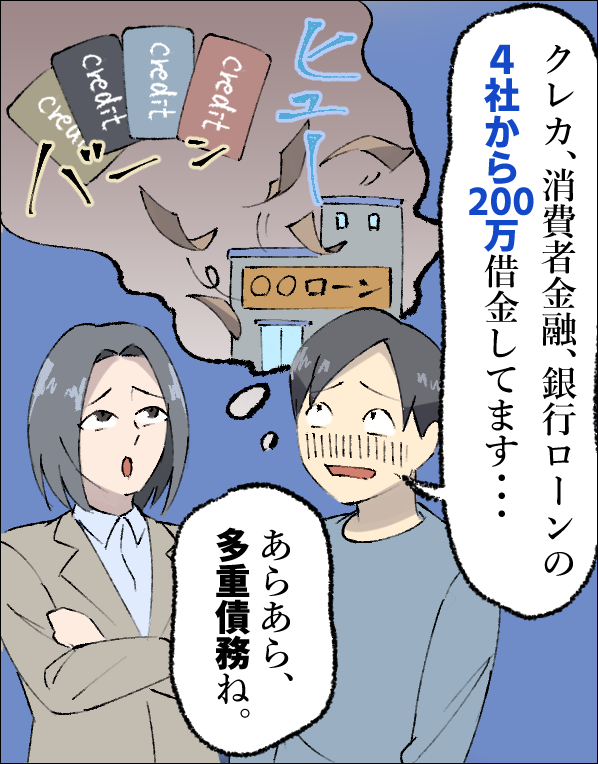 クレカ、消費者金融、銀行ローンの
4社から
200万借金してます・・・
ヒュー
credit
credit
credit
credit
バーン
○○ローン
あらあら、
多重債務ね。